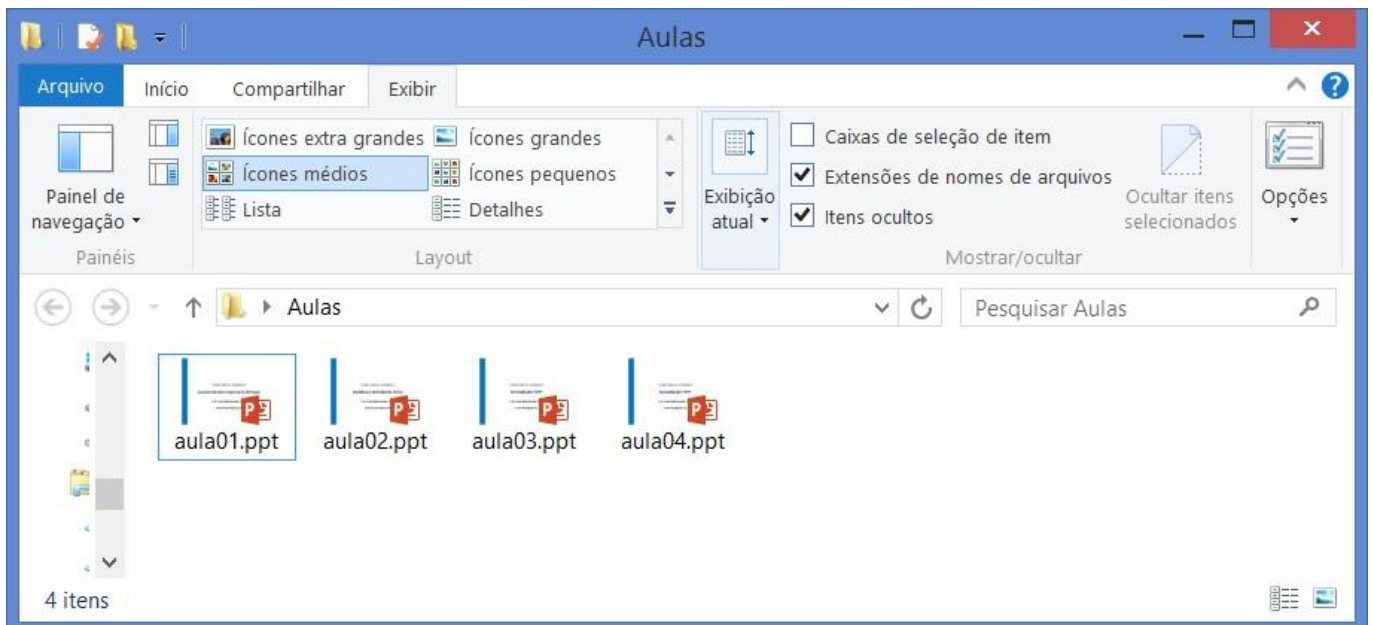 Aulas
Arquivo Início Compartilhar Exibir
Painel de navegação
Ícones extra grandes Ícones grandes
Ícones médios Ícones pequenos
Lista Detalhes
Exibição atual
Caixas de seleção de item
Extensões de nomes de arquivos
Itens ocultos
Ocultar itens selecionados
Opções
Painéis Layout Mostrar/ocultar
Aulas Pesquisar Aulas
aula01.ppt aula02.ppt aula03.ppt aula04.ppt
4 itens